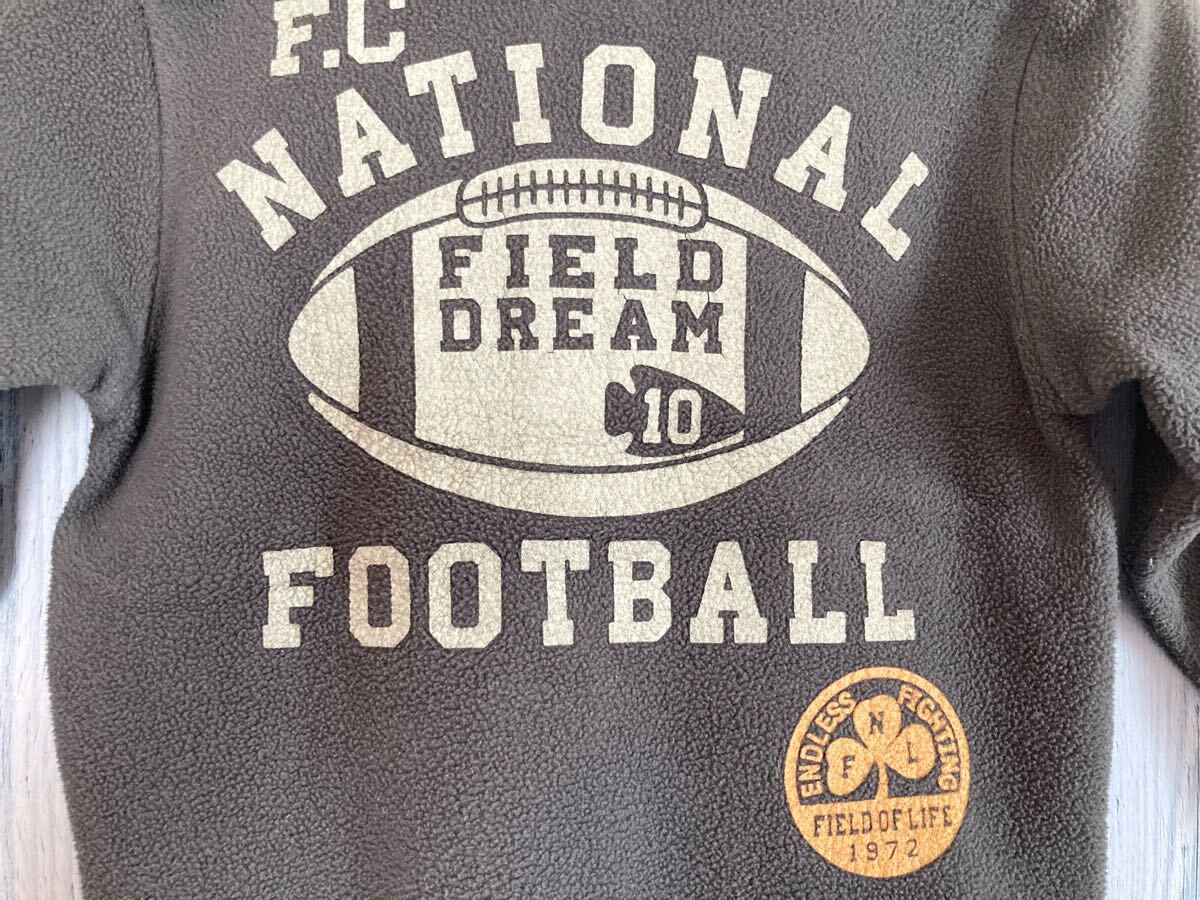 F.C
NATIONAL
FIELD
DREAM
10
FOOTBALL
ENDLESS FIGHTING
N
F L
FIELD OF LIFE
1972